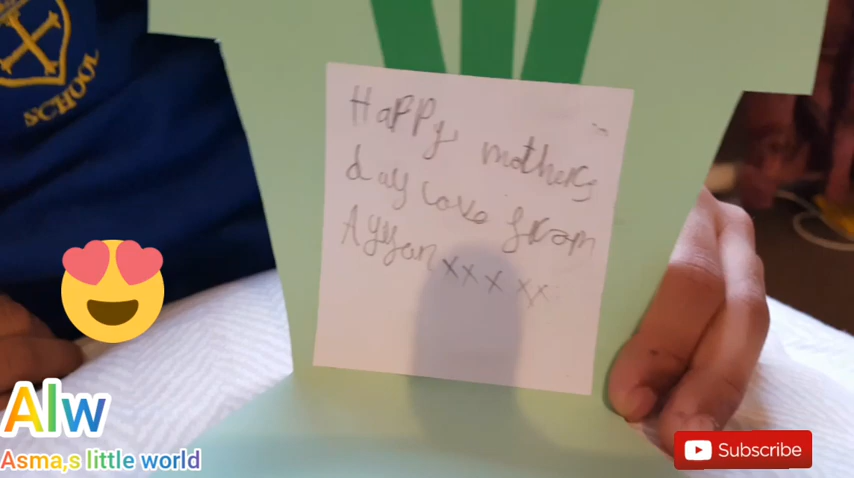 SCHOOL
Happy mothers
day love from
Ayyan xxxxx
Alw
Asma,s little world
Subscribe